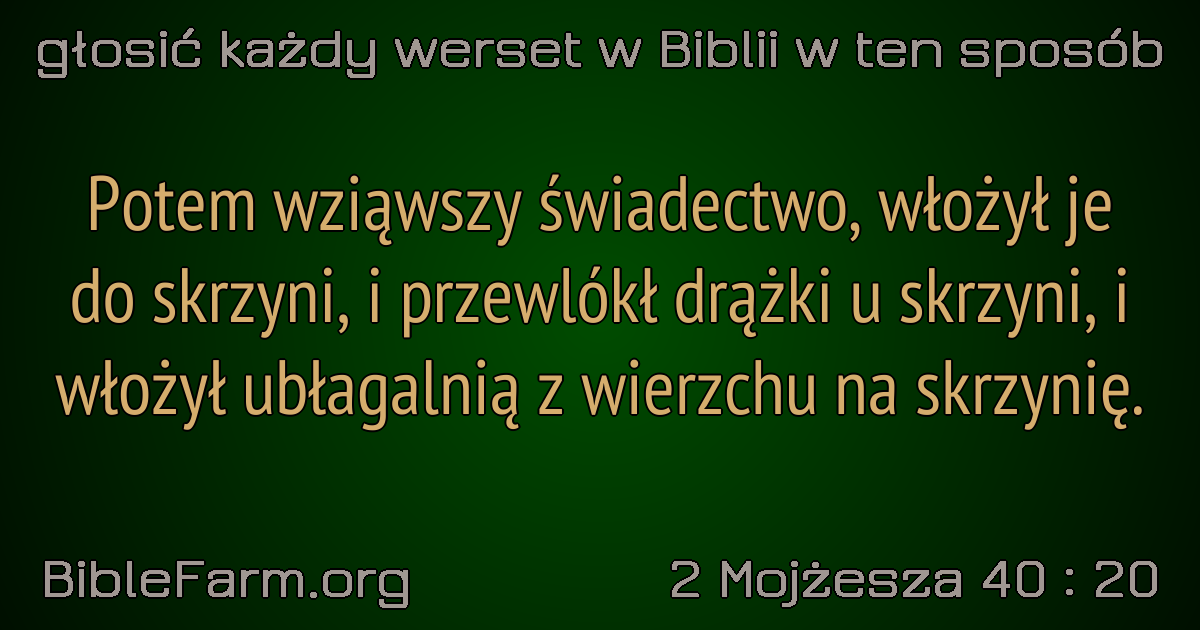 głosić każdy werset w Biblii w ten sposób
Potem wziąwszy świadectwo, włożył je
do skrzyni, i przewlókł drążki u skrzyni, i
włożył ubłagalnią z wierzchu na skrzynię.
BibleFarm.org
2 Mojżesza 40 : 20